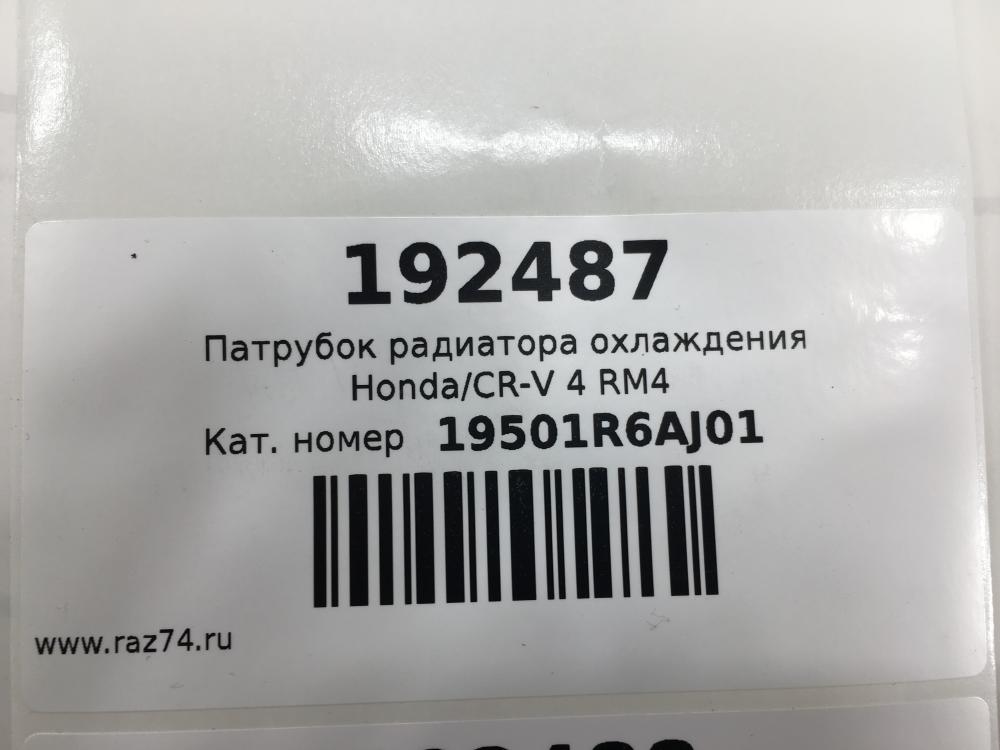 192487
Патрубок радиатора охлаждения
Honda/CR-V 4 RM4
Кат. номер 19501R6AJ01
www.raz74.ru